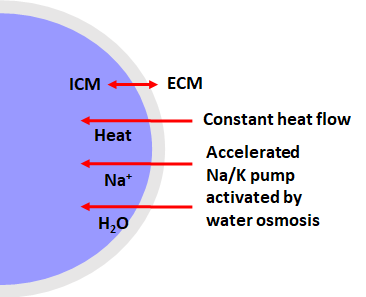 ICM ECM
Constant heat flow
Heat
Accelerated
Na/K pump
activated by
water osmosis
Na⁺
H₂O